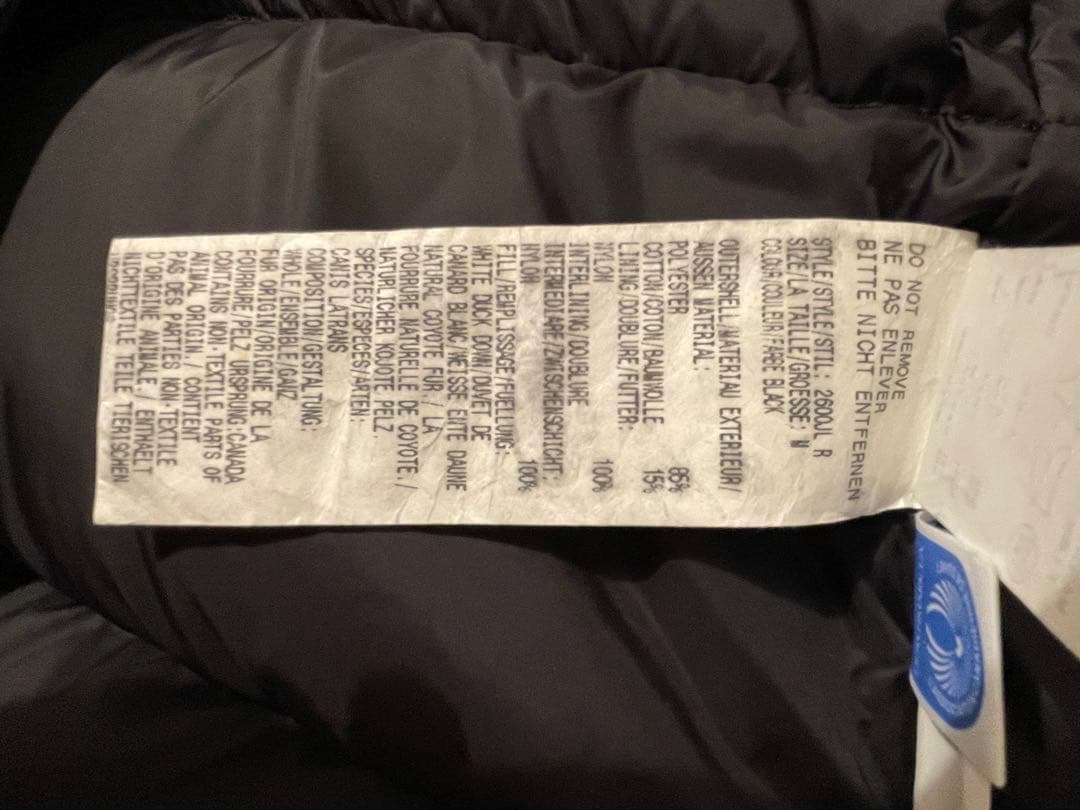 DO NOT REMOVE
NE PAS ENLEVER
BITTE NICHT ENTFERNEN
STYLE/STYLE/STIL: 2600JL R
SIZE/LA TAILLE/GROESSE: M
COLOUR/COULEUR/FARBE BLACK
OUTERSHELL/MATERIAU EXTERIEUR/
AUSSEN MATERIAL:
POLYESTER 85%
COTTON/COTON/BAUMWOLLE 15%
LINING/DOUBLURE/FUTTER:
NYLON 100%
INTERLINING/DOUBLURE
INTERMEDIARE/ZWISCHENSCHICHT:
NYLON 100%
FILL/REMPLISSAGE/FUELLUNG:
WHITE DUCK DOWN/DUVET DE
CANARD BLANC/WEISSE ENTE DAUNE
NATURAL COYOTE FUR / LA
FOURRURE NATURELLE DE COYOTE./
NATURLICHER KOJOTE PELZ.
SPECIES/ESPECES/ARTEN:
CANIS LATRANS
COMPOSITION/GESTALTUNG:
WHOLE/ENSEMBLE/GANZ
FUR ORIGIN/ORIGINE DE LA
FOURRURE/PELZ URSPRUNG:CANADA
CONTAINS NON TEXTILE PARTS OF
ANIMAL ORIGIN/ CONTIENT
PAS DES PARTIES NON TEXTILE
D'ORIGINE ANIMALE/ ENTHAELT
NICHTTEXTILE TEILE TIERISCHEN